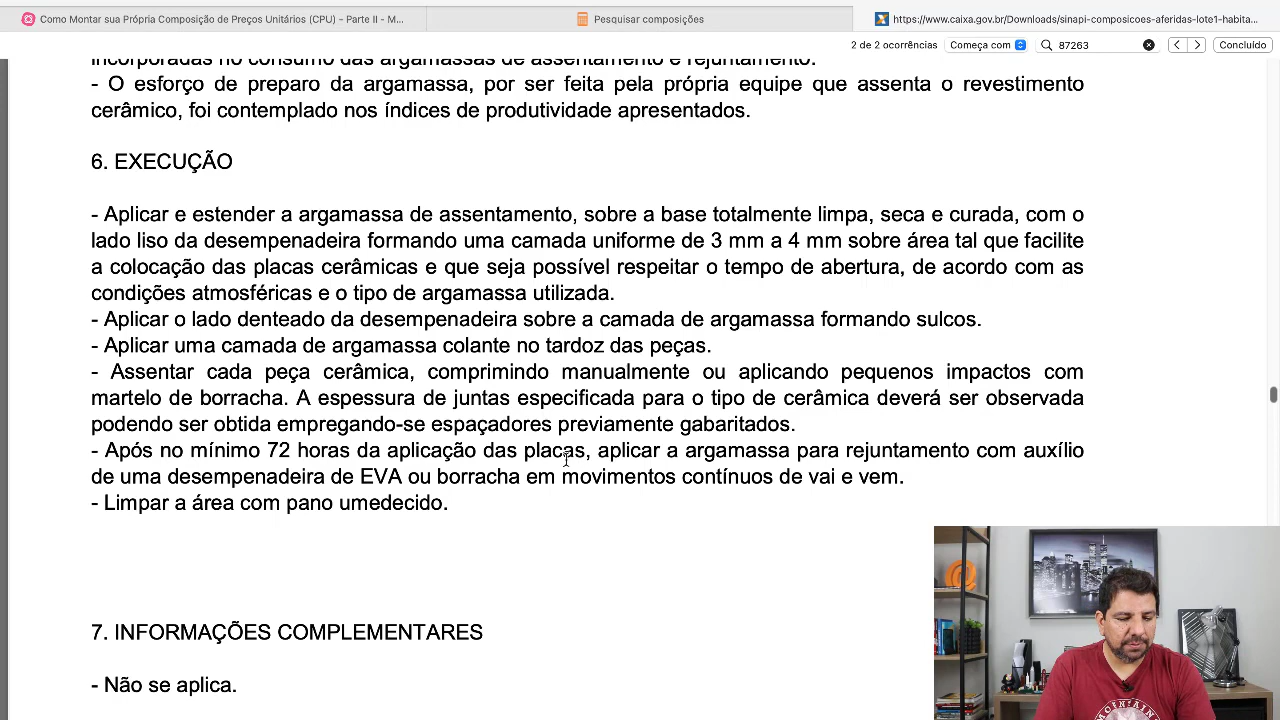 Como Montar sua Própria Composição de Preços Unitários (CPU) – Parte II - M...
Pesquisar composições
https://www.caixa.gov.br/Downloads/sinapi-composicoes-aferidas-lote1-habita...
2 de 2 ocorrências
Começa com
87263
Concluído
incorporadas no consumo das argamassas de assentamento e rejuntamento.
- O esforço de preparo da argamassa, por ser feita pela própria equipe que assenta o revestimento
cerâmico, foi contemplado nos índices de produtividade apresentados.
6. EXECUÇÃO
- Aplicar e estender a argamassa de assentamento, sobre a base totalmente limpa, seca e curada, com o
lado liso da desempenadeira formando uma camada uniforme de 3 mm a 4 mm sobre área tal que facilite
a colocação das placas cerâmicas e que seja possível respeitar o tempo de abertura, de acordo com as
condições atmosféricas e o tipo de argamassa utilizada.
- Aplicar o lado denteado da desempenadeira sobre a camada de argamassa formando sulcos.
- Aplicar uma camada de argamassa colante no tardoz das peças.
- Assentar cada peça cerâmica, comprimindo manualmente ou aplicando pequenos impactos com
martelo de borracha. A espessura de juntas especificada para o tipo de cerâmica deverá ser observada
podendo ser obtida empregando-se espaçadores previamente gabaritados.
- Após no mínimo 72 horas da aplicação das placas, aplicar a argamassa para rejuntamento com auxílio
de uma desempenadeira de EVA ou borracha em movimentos contínuos de vai e vem.
- Limpar a área com pano umedecido.
7. INFORMAÇÕES COMPLEMENTARES
- Não se aplica.